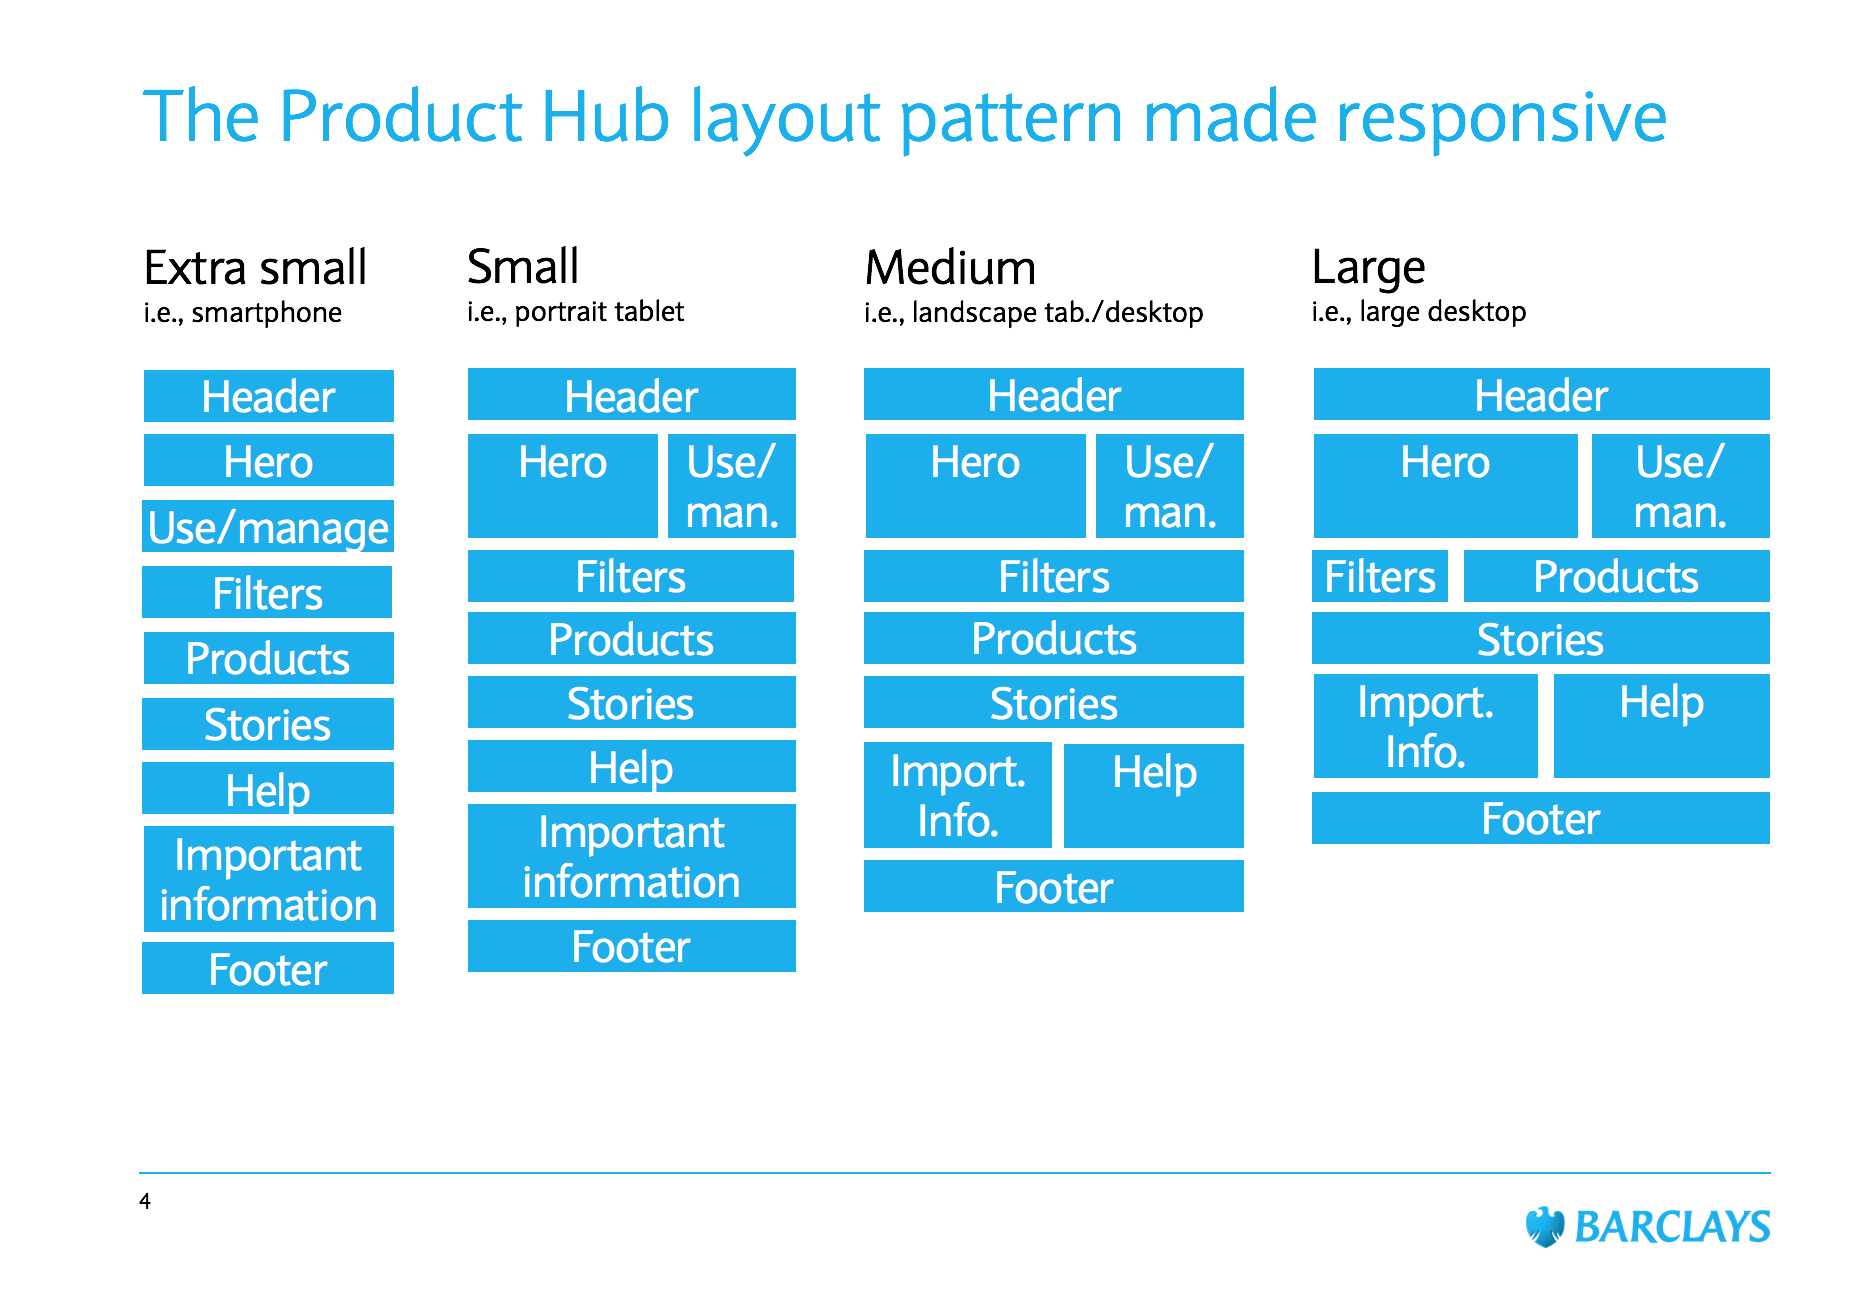 The Product Hub layout pattern made responsive
Extra small
i.e., smartphone
Header
Hero
Use/manage
Filters
Products
Stories
Help
Important
information
Footer
Small
i.e., portrait tablet
Header
Hero
Use/
man.
Filters
Products
Stories
Help
Important
information
Footer
Medium
i.e., landscape tab./desktop
Header
Hero
Use/
man.
Filters
Products
Stories
Import.
Info.
Help
Footer
Large
i.e., large desktop
Header
Hero
Use/
man.
Filters
Products
Stories
Import.
Info.
Help
Footer
4
BARCLAYS